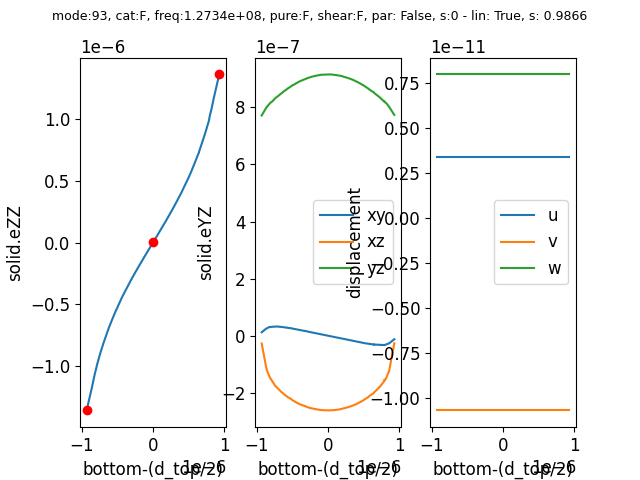 mode:93, cat:F, freq:1.2734e+08, pure:F, shear:F, par: False, s:0 - lin: True, s: 0.9866
1e−6
1.0
0.5
0.0
−0.5
−1.0
solid.eZZ
−1
0
1
1e−6
bottom-(d_top/2)
1e−7
8
6
4
2
0
−2
solid.eYZ
xy
xz
yz
−1
0
1
1e−6
bottom-(d_top/2)
1e−11
0.75
0.50
0.25
0.00
−0.25
−0.50
−0.75
−1.00
displacement
u
v
w
−1
0
1
1e−6
bottom-(d_top/2)